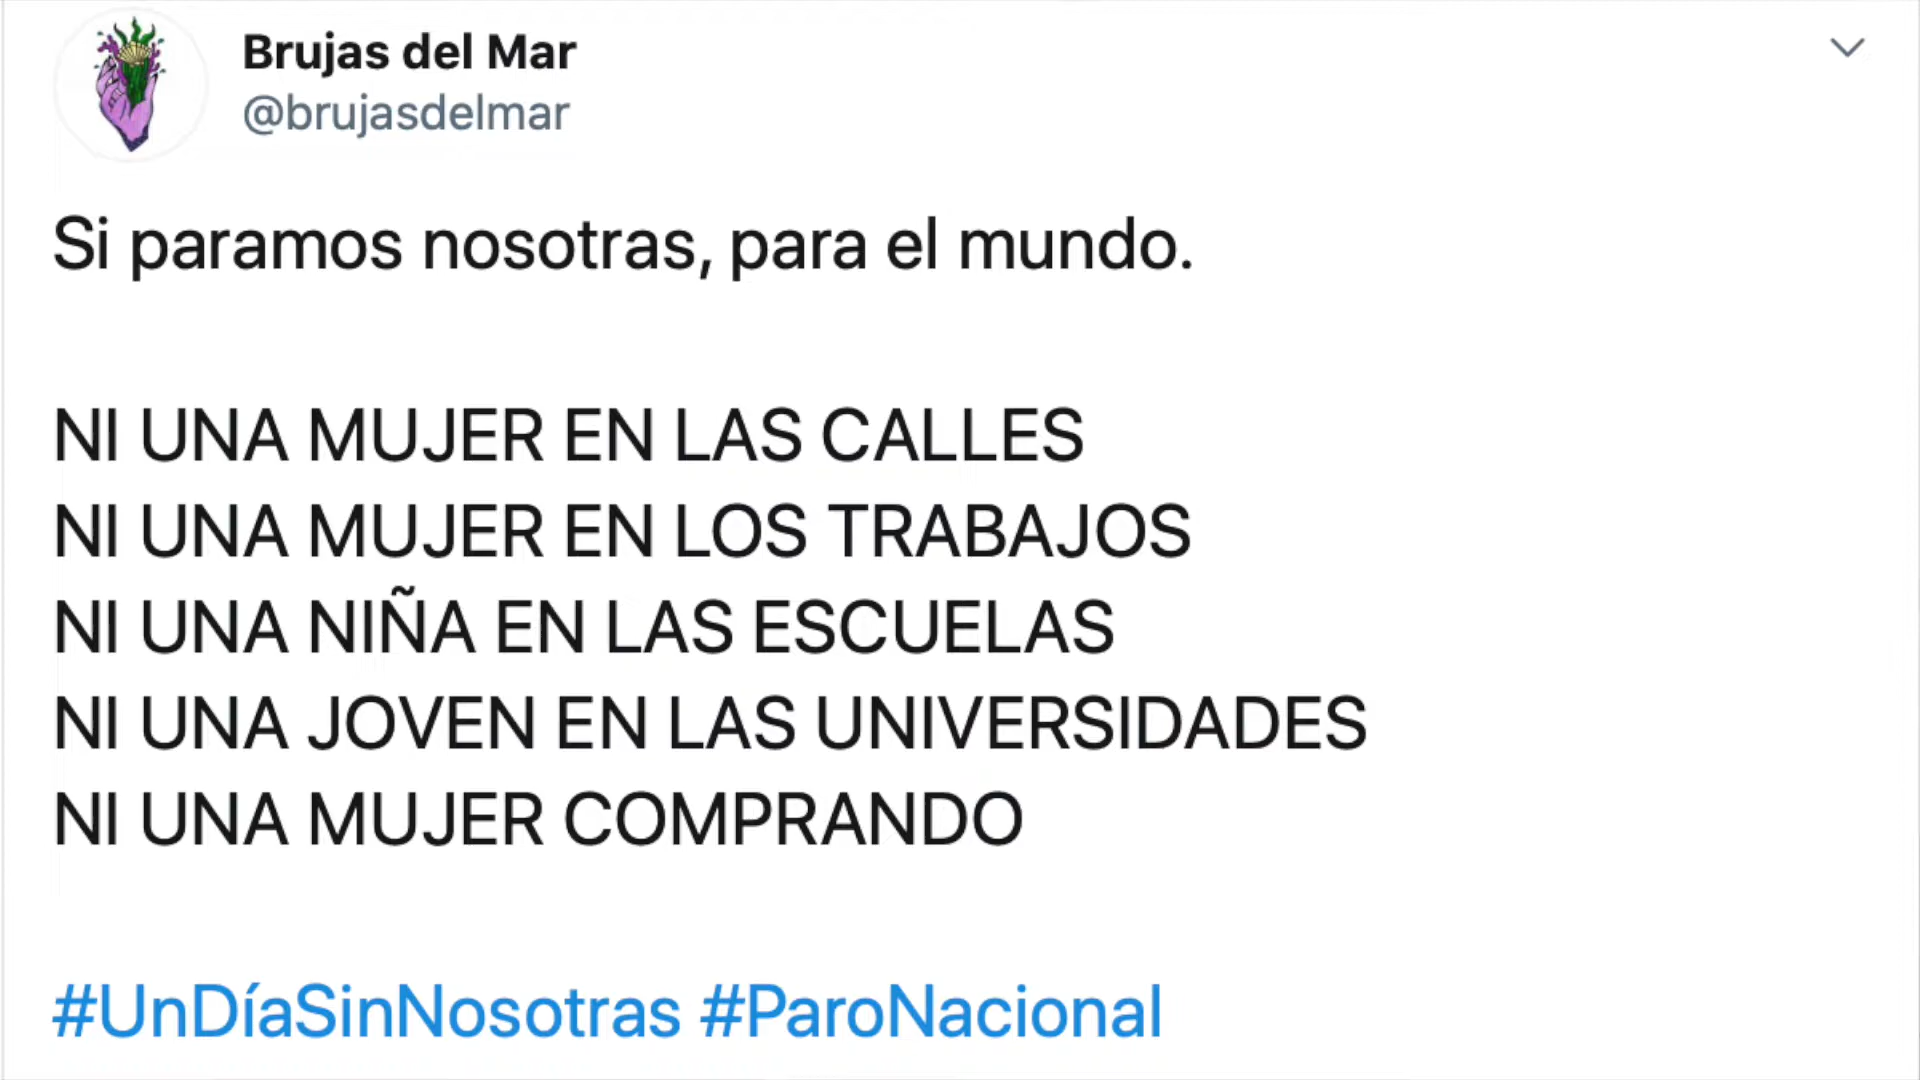 Brujas del Mar
@brujasdelmar
Si paramos nosotras, para el mundo.
NI UNA MUJER EN LAS CALLES
NI UNA MUJER EN LOS TRABAJOS
NI UNA NIÑA EN LAS ESCUELAS
NI UNA JOVEN EN LAS UNIVERSIDADES
NI UNA MUJER COMPRANDO
#UnDíaSinNosotras #ParoNacional